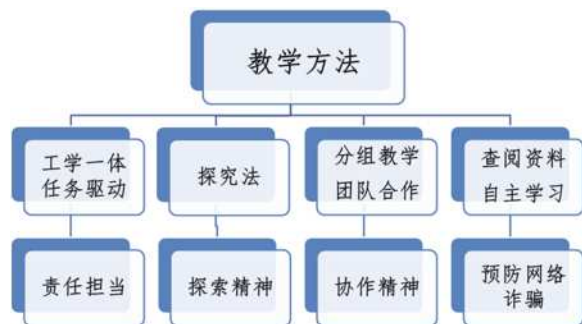 教学方法
工学一体
任务驱动
探究法
分组教学
团队合作
查阅资料
自主学习
责任担当
探索精神
协作精神
预防网络
诈骗